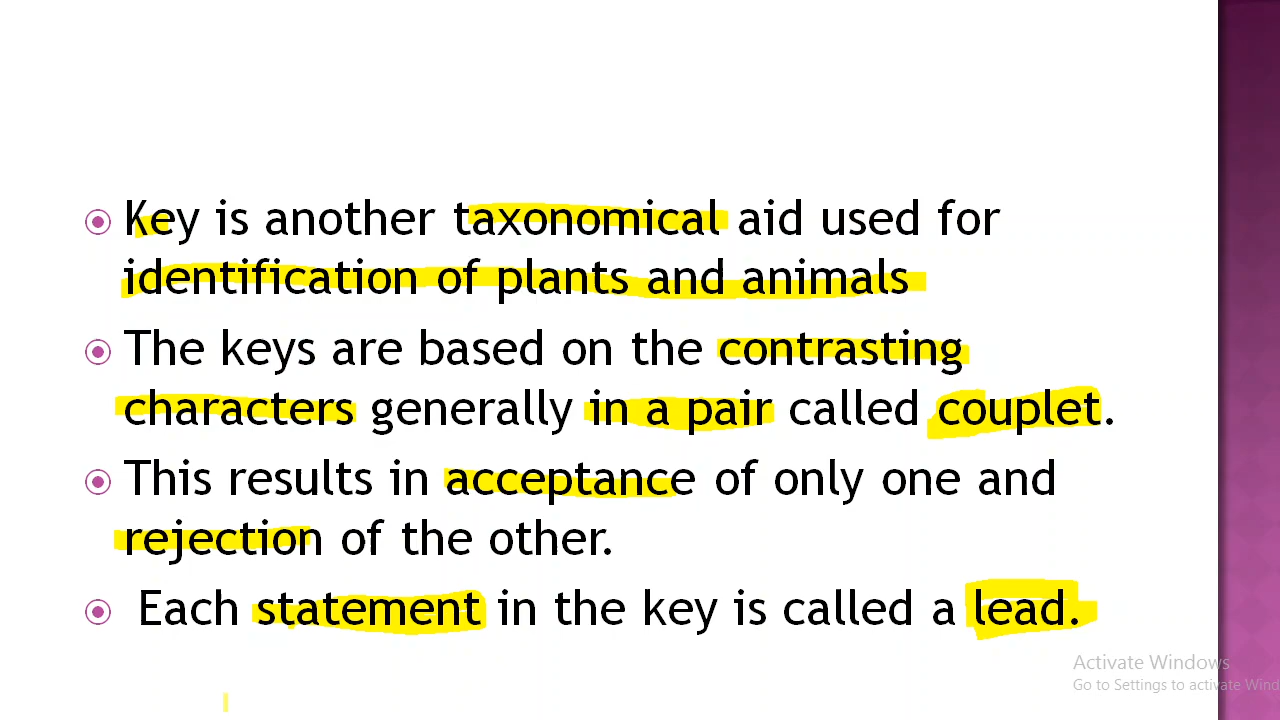 Key is another taxonomical aid used for
identification of plants and animals
The keys are based on the contrasting
characters generally in a pair called couplet.
This results in acceptance of only one and
rejection of the other.
Each statement in the key is called a lead.
Activate Windows
Go to Settings to activate Wind